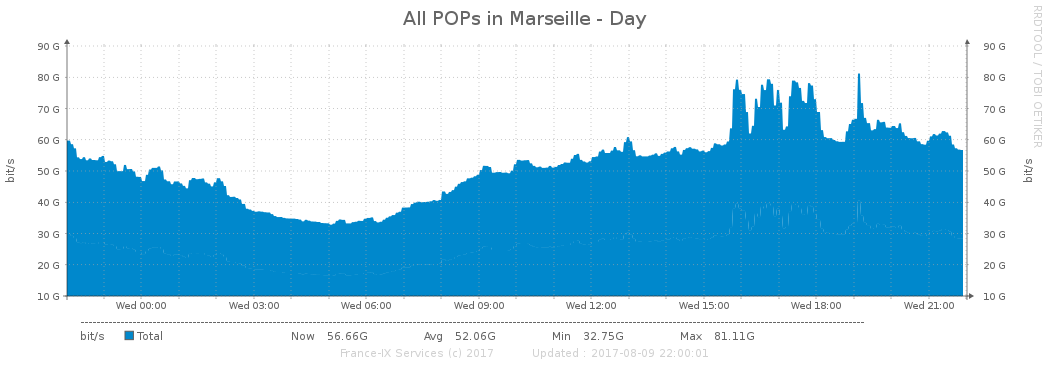 All POPs in Marseille - Day
RRDTOOL / TOBI OETIKER
90 G 90 G
80 G 80 G
70 G 70 G
60 G 60 G
50 G 50 G
40 G 40 G
30 G 30 G
20 G 20 G
10 G 10 G
bit/s bit/s
Wed 00:00 Wed 03:00 Wed 06:00 Wed 09:00 Wed 12:00 Wed 15:00 Wed 18:00 Wed 21:00
bit/s Total Now 56.66G Avg 52.06G Min 32.75G Max 81.11G
France-IX Services (c) 2017 Updated : 2017-08-09 22:00:01